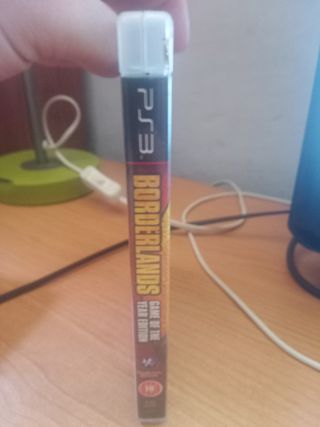 PS3
BORDERLANDS
GAME OF THE
YEAR EDITION
18